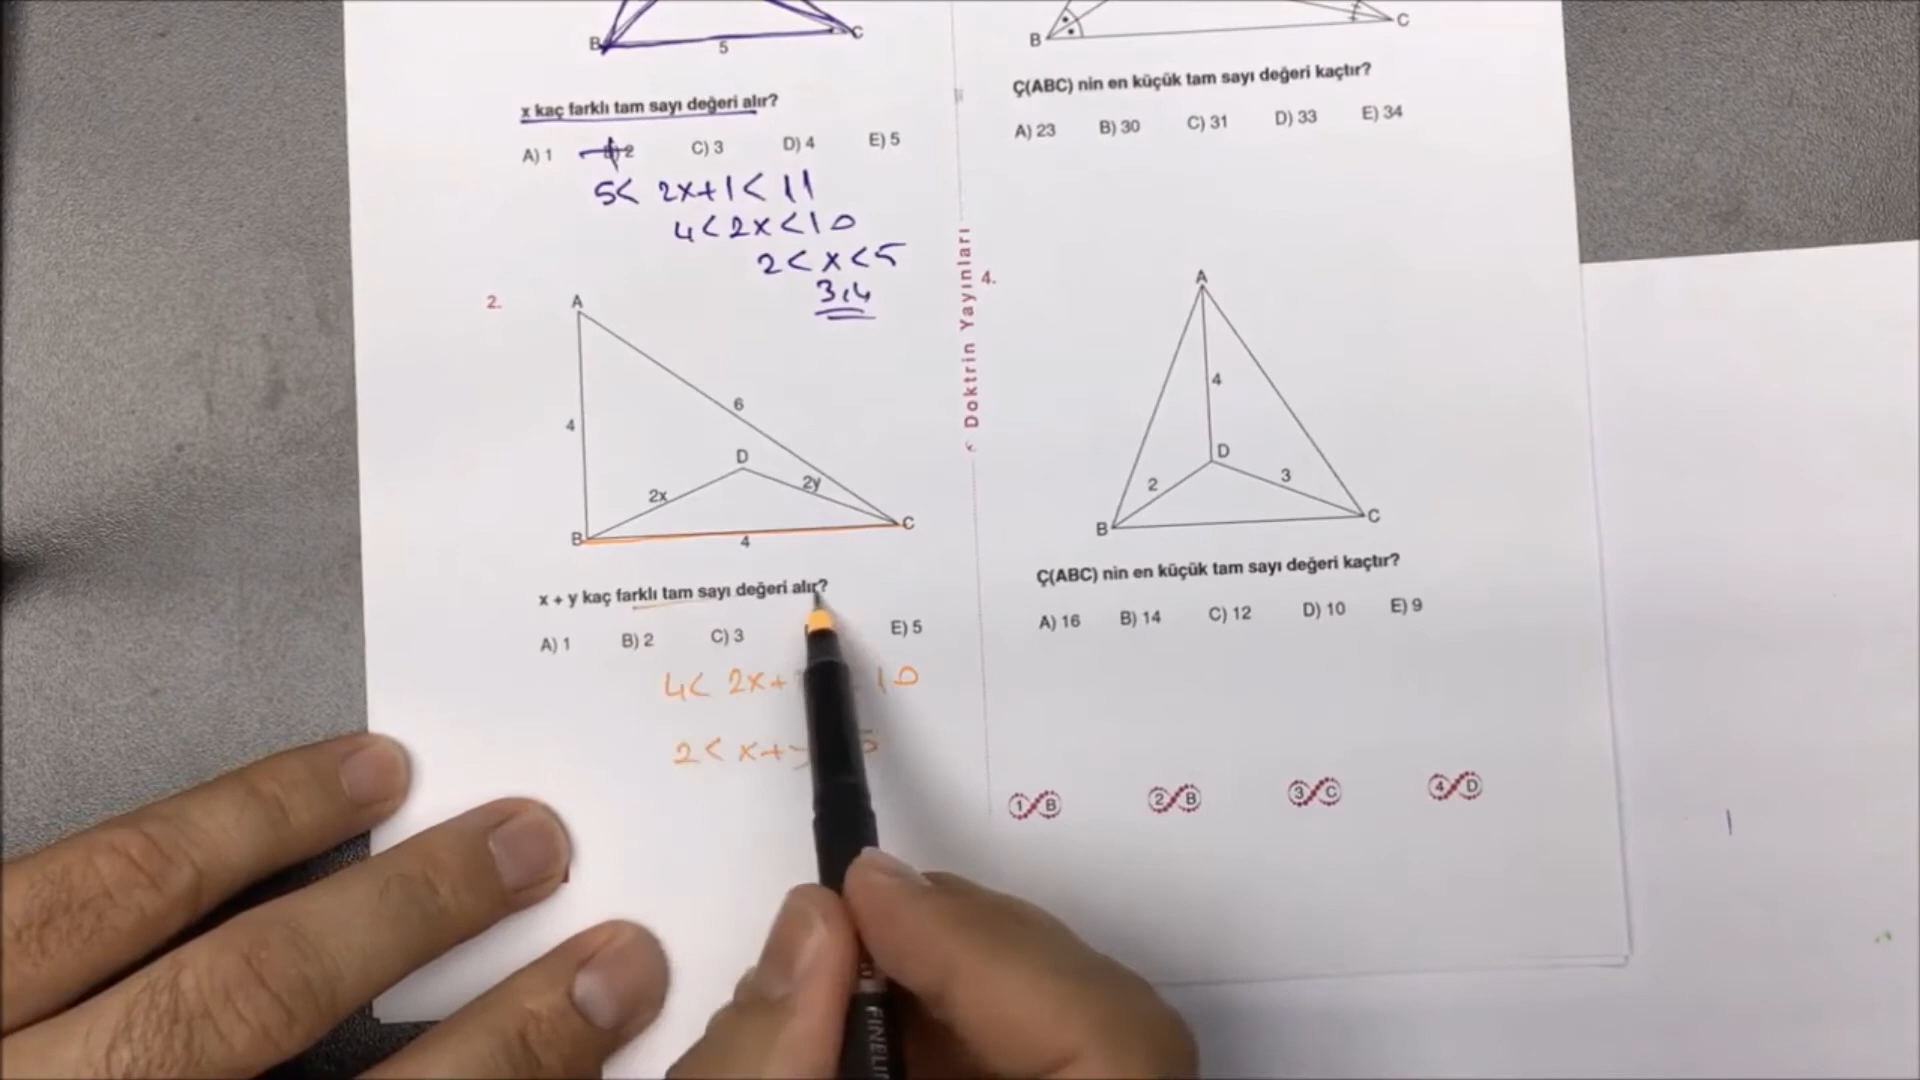 B
C
5
x kaç farklı tam sayı değeri alır?
A) 1
B) 2
C) 3
D) 4
E) 5
5< 2x+1< 11
4<2x<10
2<x<5
3,4
2.
A
4
6
D
2x
2y
B
C
4
x + y kaç farklı tam sayı değeri alır?
A) 1
B) 2
C) 3
E) 5
4< 2x+ 10
2< x+y 5
Doktrin Yayınları
B
C
Ç(ABC) nin en küçük tam sayı değeri kaçtır?
A) 23
B) 30
C) 31
D) 33
E) 34
4.
A
4
D
2
3
B
C
Ç(ABC) nin en küçük tam sayı değeri kaçtır?
A) 16
B) 14
C) 12
D) 10
E) 9
1 B
2 B
3 C
4 D